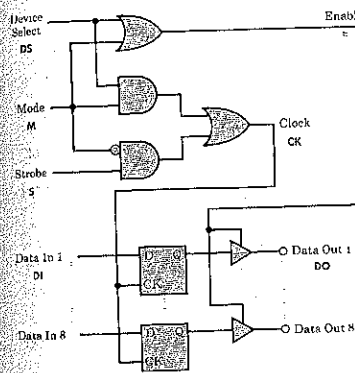 Device
Select
DS
Enabl
Mode
M
Strobe
S
Clock
CK
Data In 1
DI
D Q
CK
Data Out 1
DO
Data In 8
D Q
CK
Data Out 8